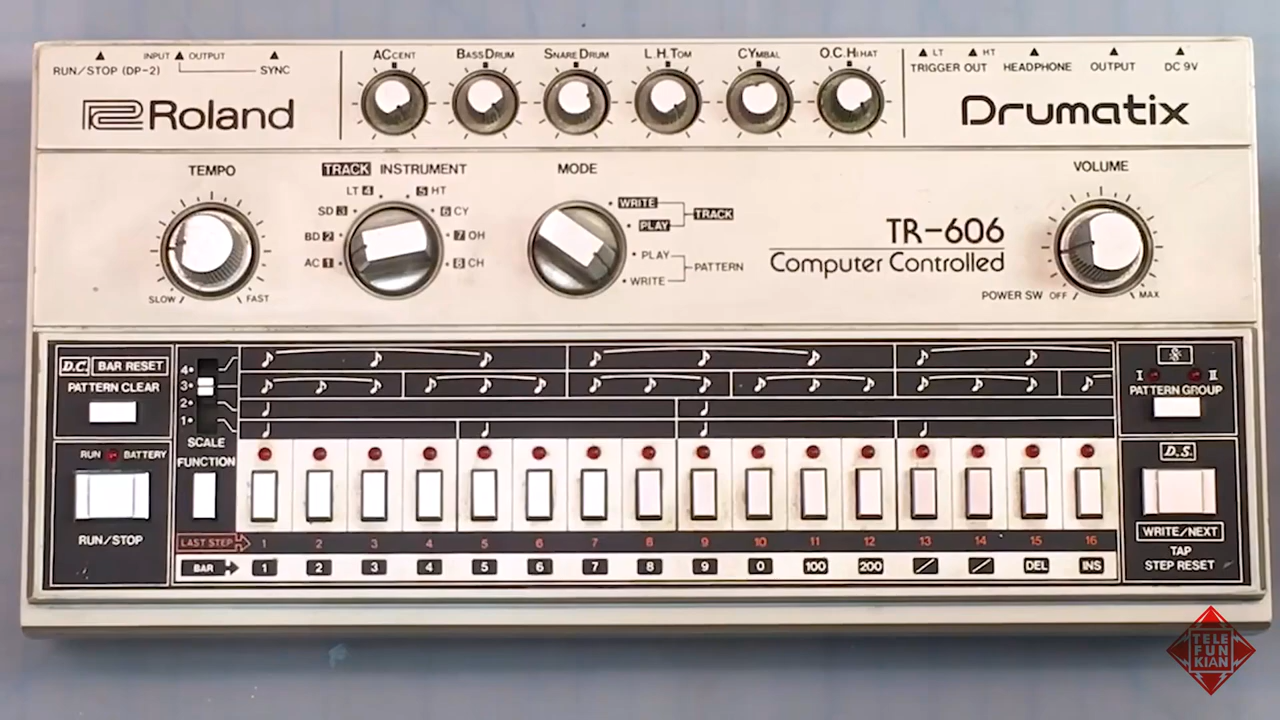 INPUT OUTPUT
RUN/STOP (DP-2) SYNC
Roland
ACCENT BASSDRUM SNAREDRUM L.H.TOM CYMBAL O.C.HIHAT
LT HT
TRIGGER OUT HEADPHONE OUTPUT DC 9V
Drumatix
TEMPO
SLOW FAST
TRACK INSTRUMENT
LT 4 5 HT
SD 3 6 CY
BD 2 7 OH
AC 1 8 CH
MODE
WRITE
PLAY TRACK
PLAY
WRITE PATTERN
TR-606
Computer Controlled
VOLUME
POWER SW OFF MAX
D.C. BAR RESET
PATTERN CLEAR
RUN BATTERY
RUN/STOP
4
3
2
1
SCALE
FUNCTION
LAST STEP 1 2 3 4 5 6 7 8 9 10 11 12 13 14 15 16
BAR 1 2 3 4 5 6 7 8 9 0 100 200 DEL INS
I II
PATTERN GROUP
D.S.
WRITE/NEXT
TAP
STEP RESET
TELE
FUN
KIAN